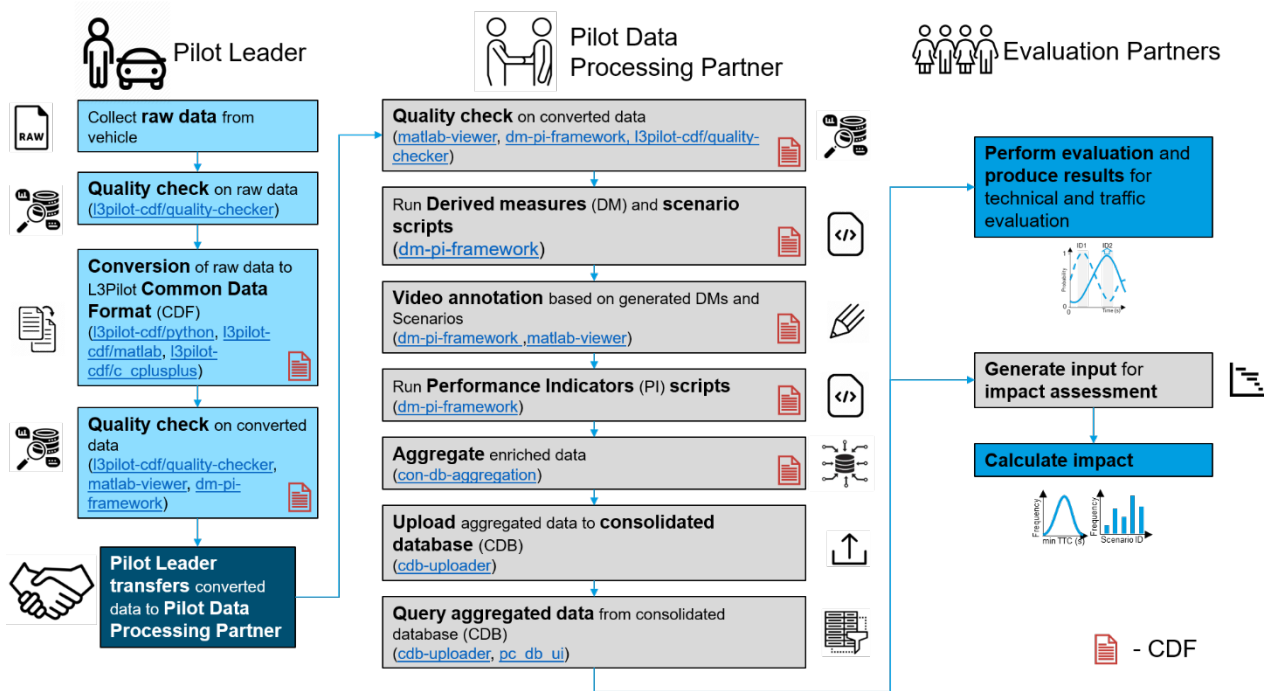 Pilot Leader
RAW
Collect raw data from
vehicle
Quality check on raw data
(l3pilot-cdf/quality-checker)
Conversion of raw data to
L3Pilot Common Data
Format (CDF)
(l3pilot-cdf/python, l3pilot-
cdf/matlab, l3pilot-
cdf/c_cplusplus)
Quality check on converted
data
(l3pilot-cdf/quality-checker,
matlab-viewer, dm-pi-
framework)
Pilot Leader
transfers converted
data to Pilot Data
Processing Partner
Pilot Data
Processing Partner
Quality check on converted data
(matlab-viewer, dm-pi-framework, l3pilot-cdf/quality-
checker)
Run Derived measures (DM) and scenario
scripts
(dm-pi-framework)
Video annotation based on generated DMs and
Scenarios
(dm-pi-framework ,matlab-viewer)
Run Performance Indicators (PI) scripts
(dm-pi-framework)
Aggregate enriched data
(con-db-aggregation)
Upload aggregated data to consolidated
database (CDB)
(cdb-uploader)
Query aggregated data from consolidated
database (CDB)
(cdb-uploader, pc_db_ui)
Evaluation Partners
Perform evaluation and
produce results for
technical and traffic
evaluation
ID1 ID2
1
Probability
0
0
Time (s)
Generate input for
impact assessment
Calculate impact
Frequency
min TTC (s)
Frequency
Scenario ID
- CDF